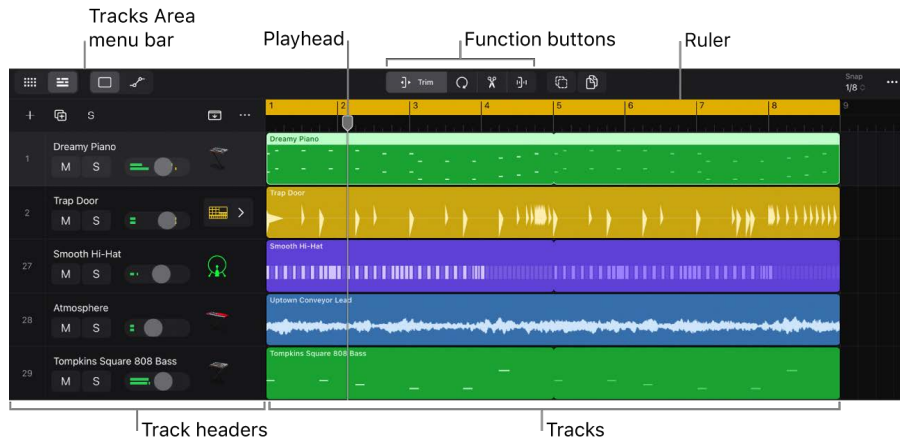 Tracks Area
menu bar
Playhead
Function buttons
Ruler
Trim
Snap
1/8
S
1 2 3 4 5 6 7 8 9
1
Dreamy Piano
M S
Dreamy Piano
2
Trap Door
M S
Trap Door
27
Smooth Hi-Hat
M S
Smooth Hi-Hat
28
Atmosphere
M S
Uptown Conveyor Lead
29
Tompkins Square 808 Bass
M S
Tompkins Square 808 Bass
Track headers
Tracks